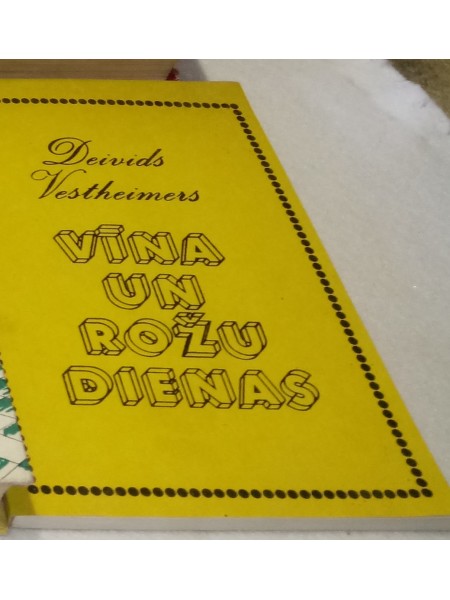 Deivids
Vestheimers
VĪNA
UN
ROŽU
DIENAS